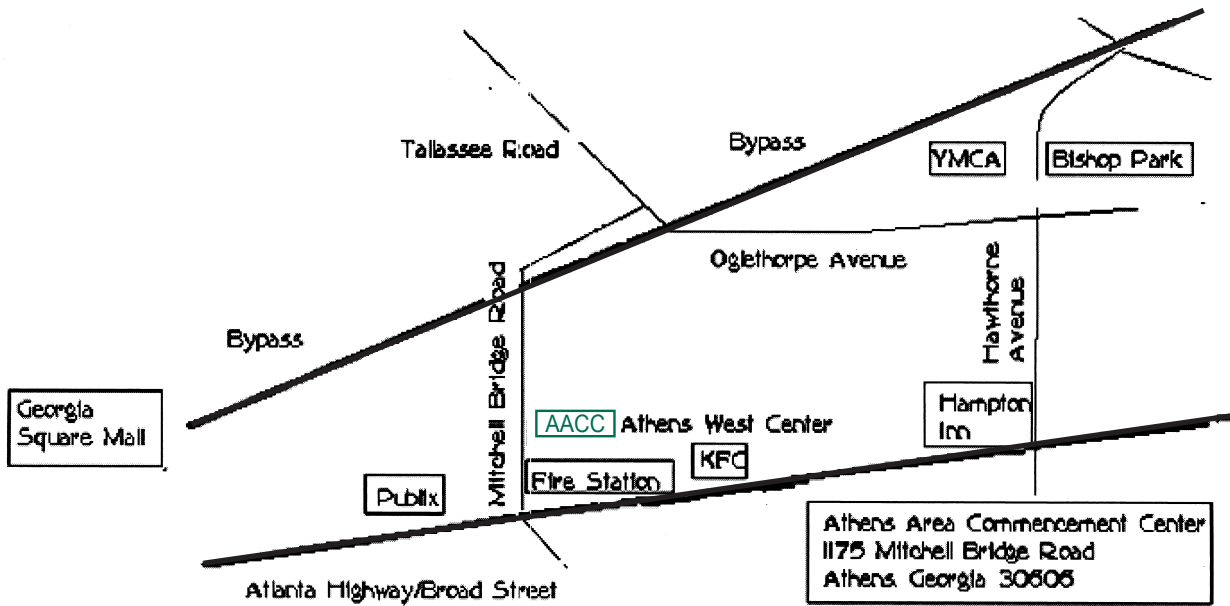 Tallassee Road
Bypass
YMCA
Bishop Park
Oglethorpe Avenue
Mitchell Bridge Road
Hawthorne
Avenue
Bypass
Georgia
Square Mall
AACC Athens West Center
Hampton
Inn
KFC
Fire Station
Publix
Athens Area Commencement Center
1175 Mitchell Bridge Road
Athens Georgia 30606
Atlanta Highway/Broad Street